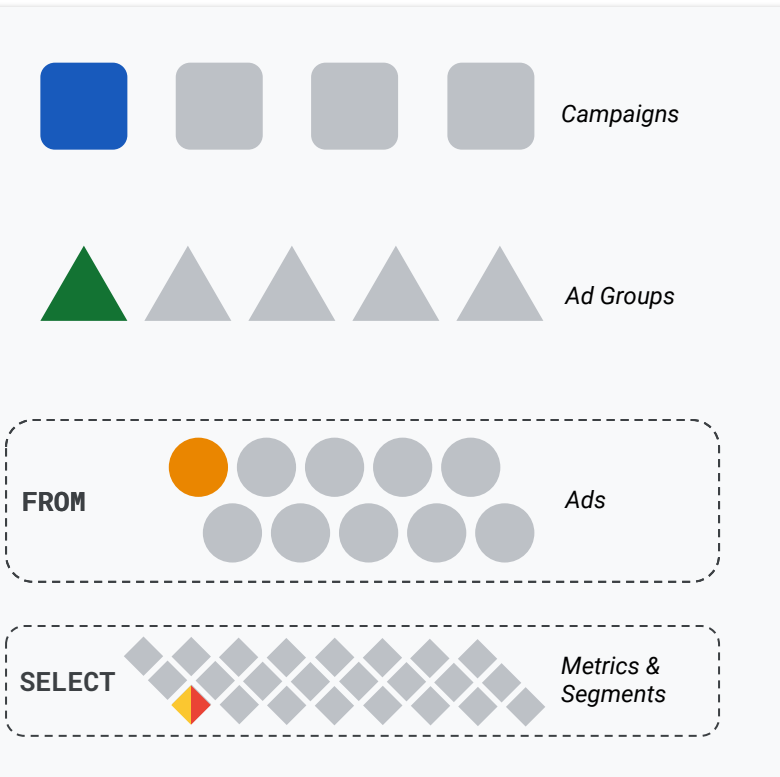 Campaigns
Ad Groups
FROM
Ads
SELECT
Metrics &
Segments